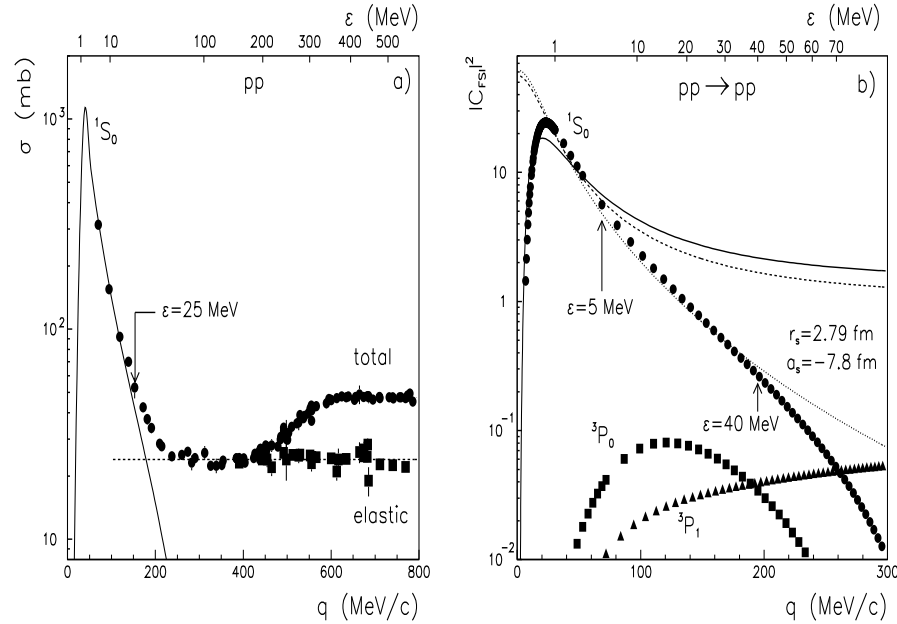 ε (MeV)
1 10 100 200 300 400 500
pp a)
σ (mb)
10³
10²
10
¹S₀
ε=25 MeV
total
elastic
0 200 400 600 800
q (MeV/c)
ε (MeV)
1 10 20 30 40 50 60 70
pp→pp b)
|C_FSI|²
10
1
10⁻¹
10⁻²
¹S₀
ε=5 MeV
rₛ=2.79 fm
aₛ=−7.8 fm
ε=40 MeV
³P₀
³P₁
0 100 200 300
q (MeV/c)